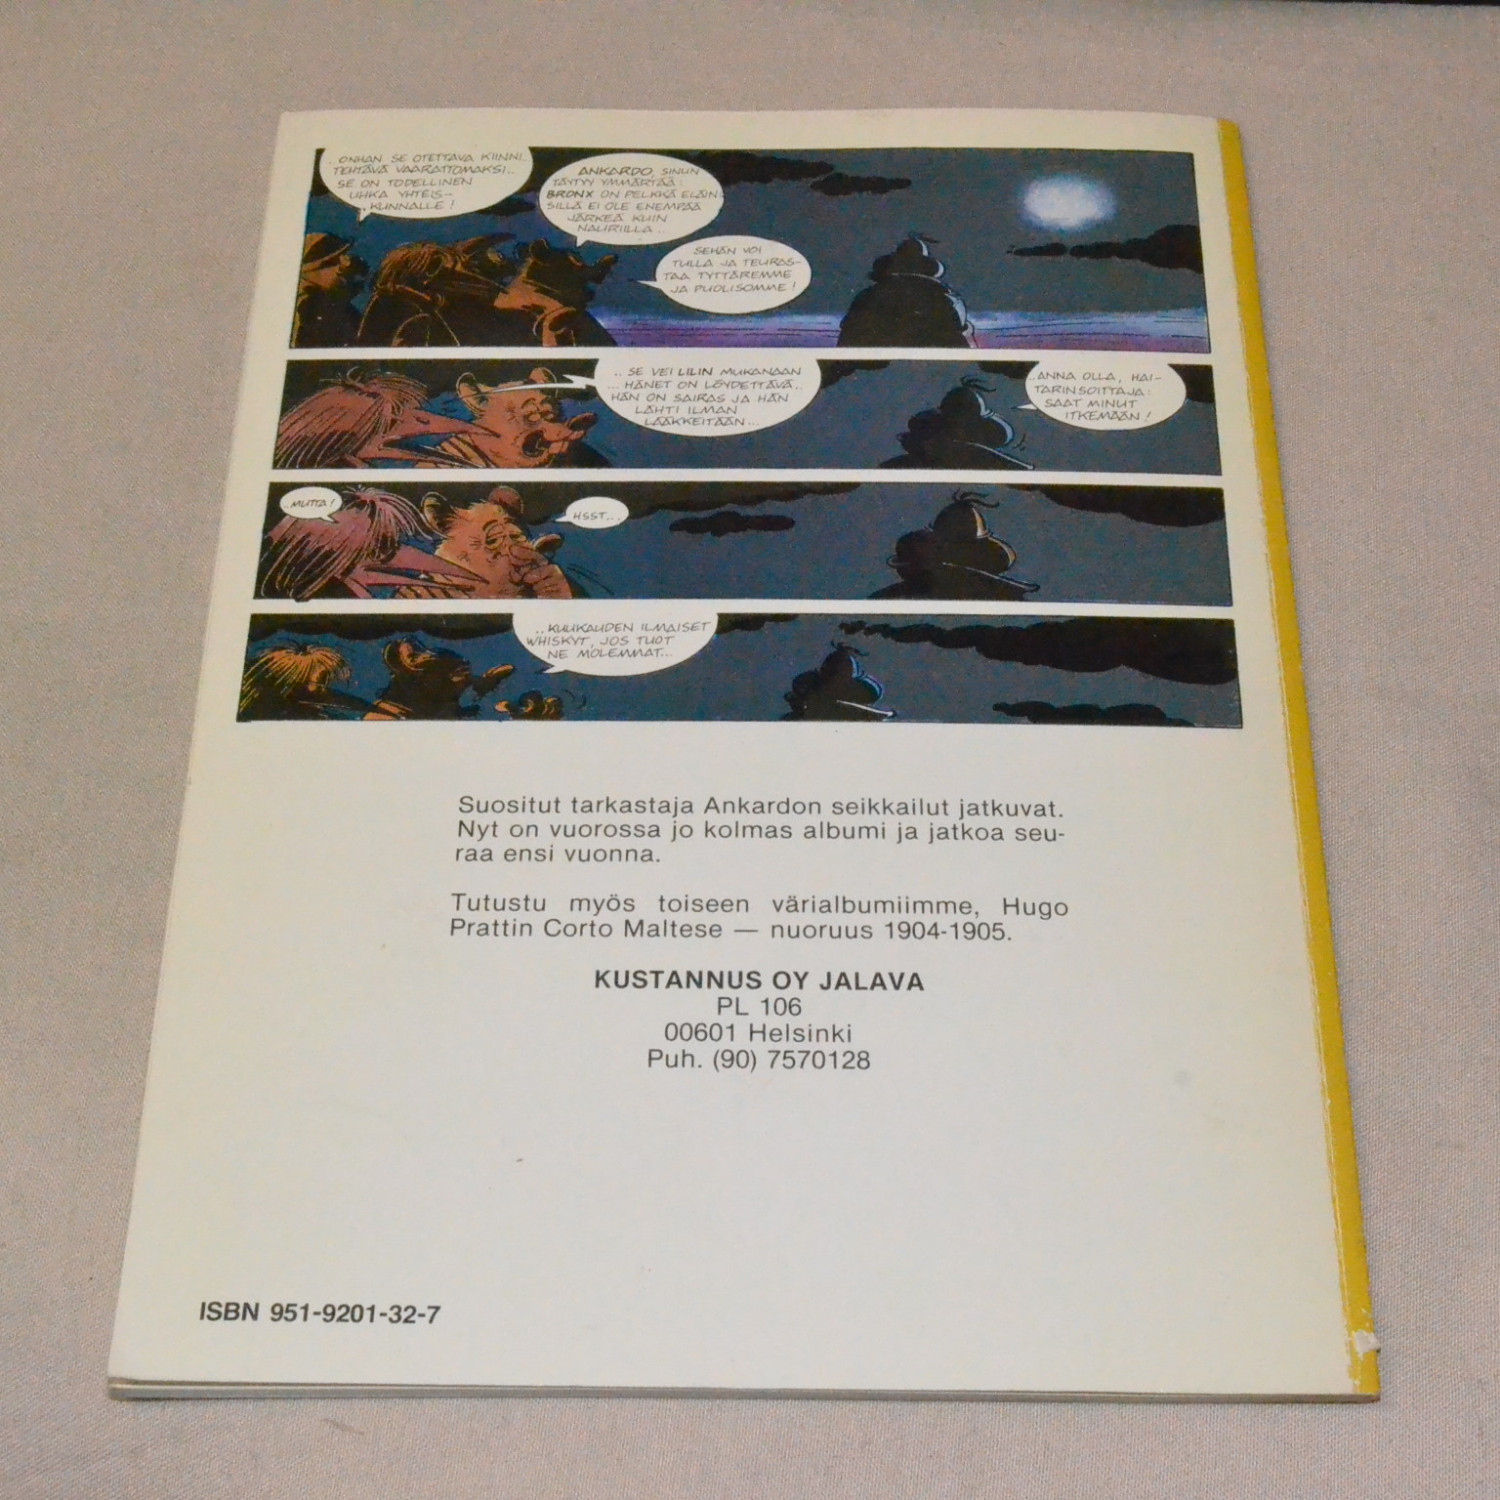 ..ONHAN SE OTETTAVA KIINNI..
TEHTÄVÄ VAARATTOMAKSI..
SE ON TODELLINEN
UHKA YHTEIS-
KUNNALLE!
ANKARDO, SINUN
TÄYTYY YMMÄRTÄÄ:
BRONX ON PELKKÄ ELÄIN.
SILLÄ EI OLE ENEMPÄÄ
JÄRKEÄ KUIN
NAURIILLA...
SEHÄN VOI
TULLA JA TEURAS-
TAA TYTTÄREMME
JA PUOLISOMME!
.. SE VEI LILIN MUKANAAN
... HÄNET ON LÖYDETTÄVÄ..
HÄN ON SAIRAS JA HÄN
LÄHTI ILMAN
LÄÄKKEITÄÄN...
..ANNA OLLA, HAI-
TARINSOITTAJA:
SAAT MINUT
ITKEMÄÄN!
..MUTTA!
HSST...
..KUUKAUDEN ILMAISET
WHISKYT, JOS TUOT
NE MOLEMMAT...
Suositut tarkastaja Ankardon seikkailut jatkuvat.
Nyt on vuorossa jo kolmas albumi ja jatkoa seu-
raa ensi vuonna.
Tutustu myös toiseen värialbumiimme, Hugo
Prattin Corto Maltese — nuoruus 1904-1905.
KUSTANNUS OY JALAVA
PL 106
00601 Helsinki
Puh. (90) 7570128
ISBN 951-9201-32-7